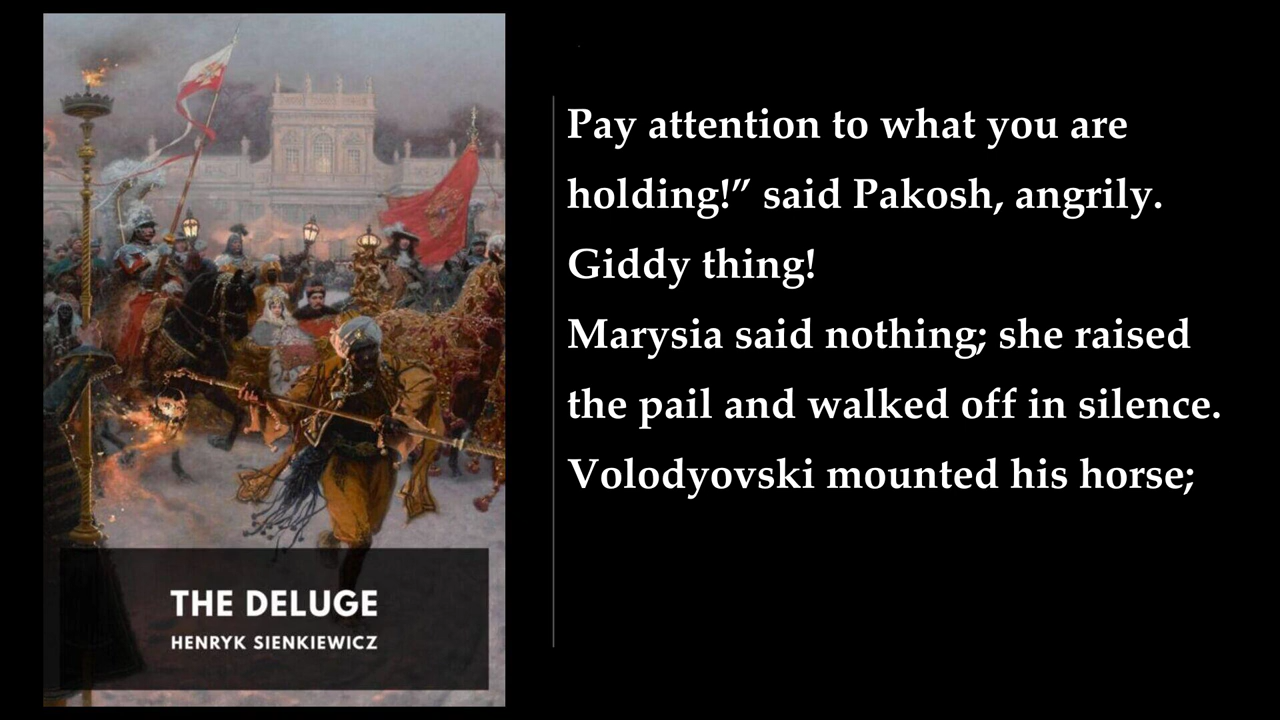 Pay attention to what you are
holding!” said Pakosh, angrily.
Giddy thing!
Marysia said nothing; she raised
the pail and walked off in silence.
Volodyovski mounted his horse;
THE DELUGE
HENRYK SIENKIEWICZ